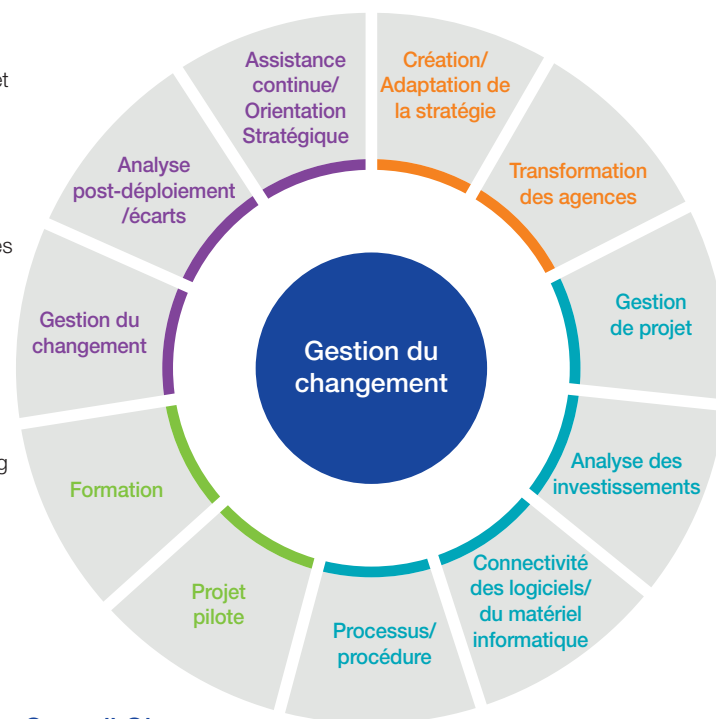 et
es
g
Assistance
continue/
Orientation
Stratégique
Création/
Adaptation de
la stratégie
Transformation
des agences
Gestion
de projet
Analyse des
investissements
Connectivité
des logiciels/
du matériel
informatique
Processus/
procédure
Projet
pilote
Formation
Gestion du
changement
Analyse
post-déploiement
/écarts
Gestion du
changement